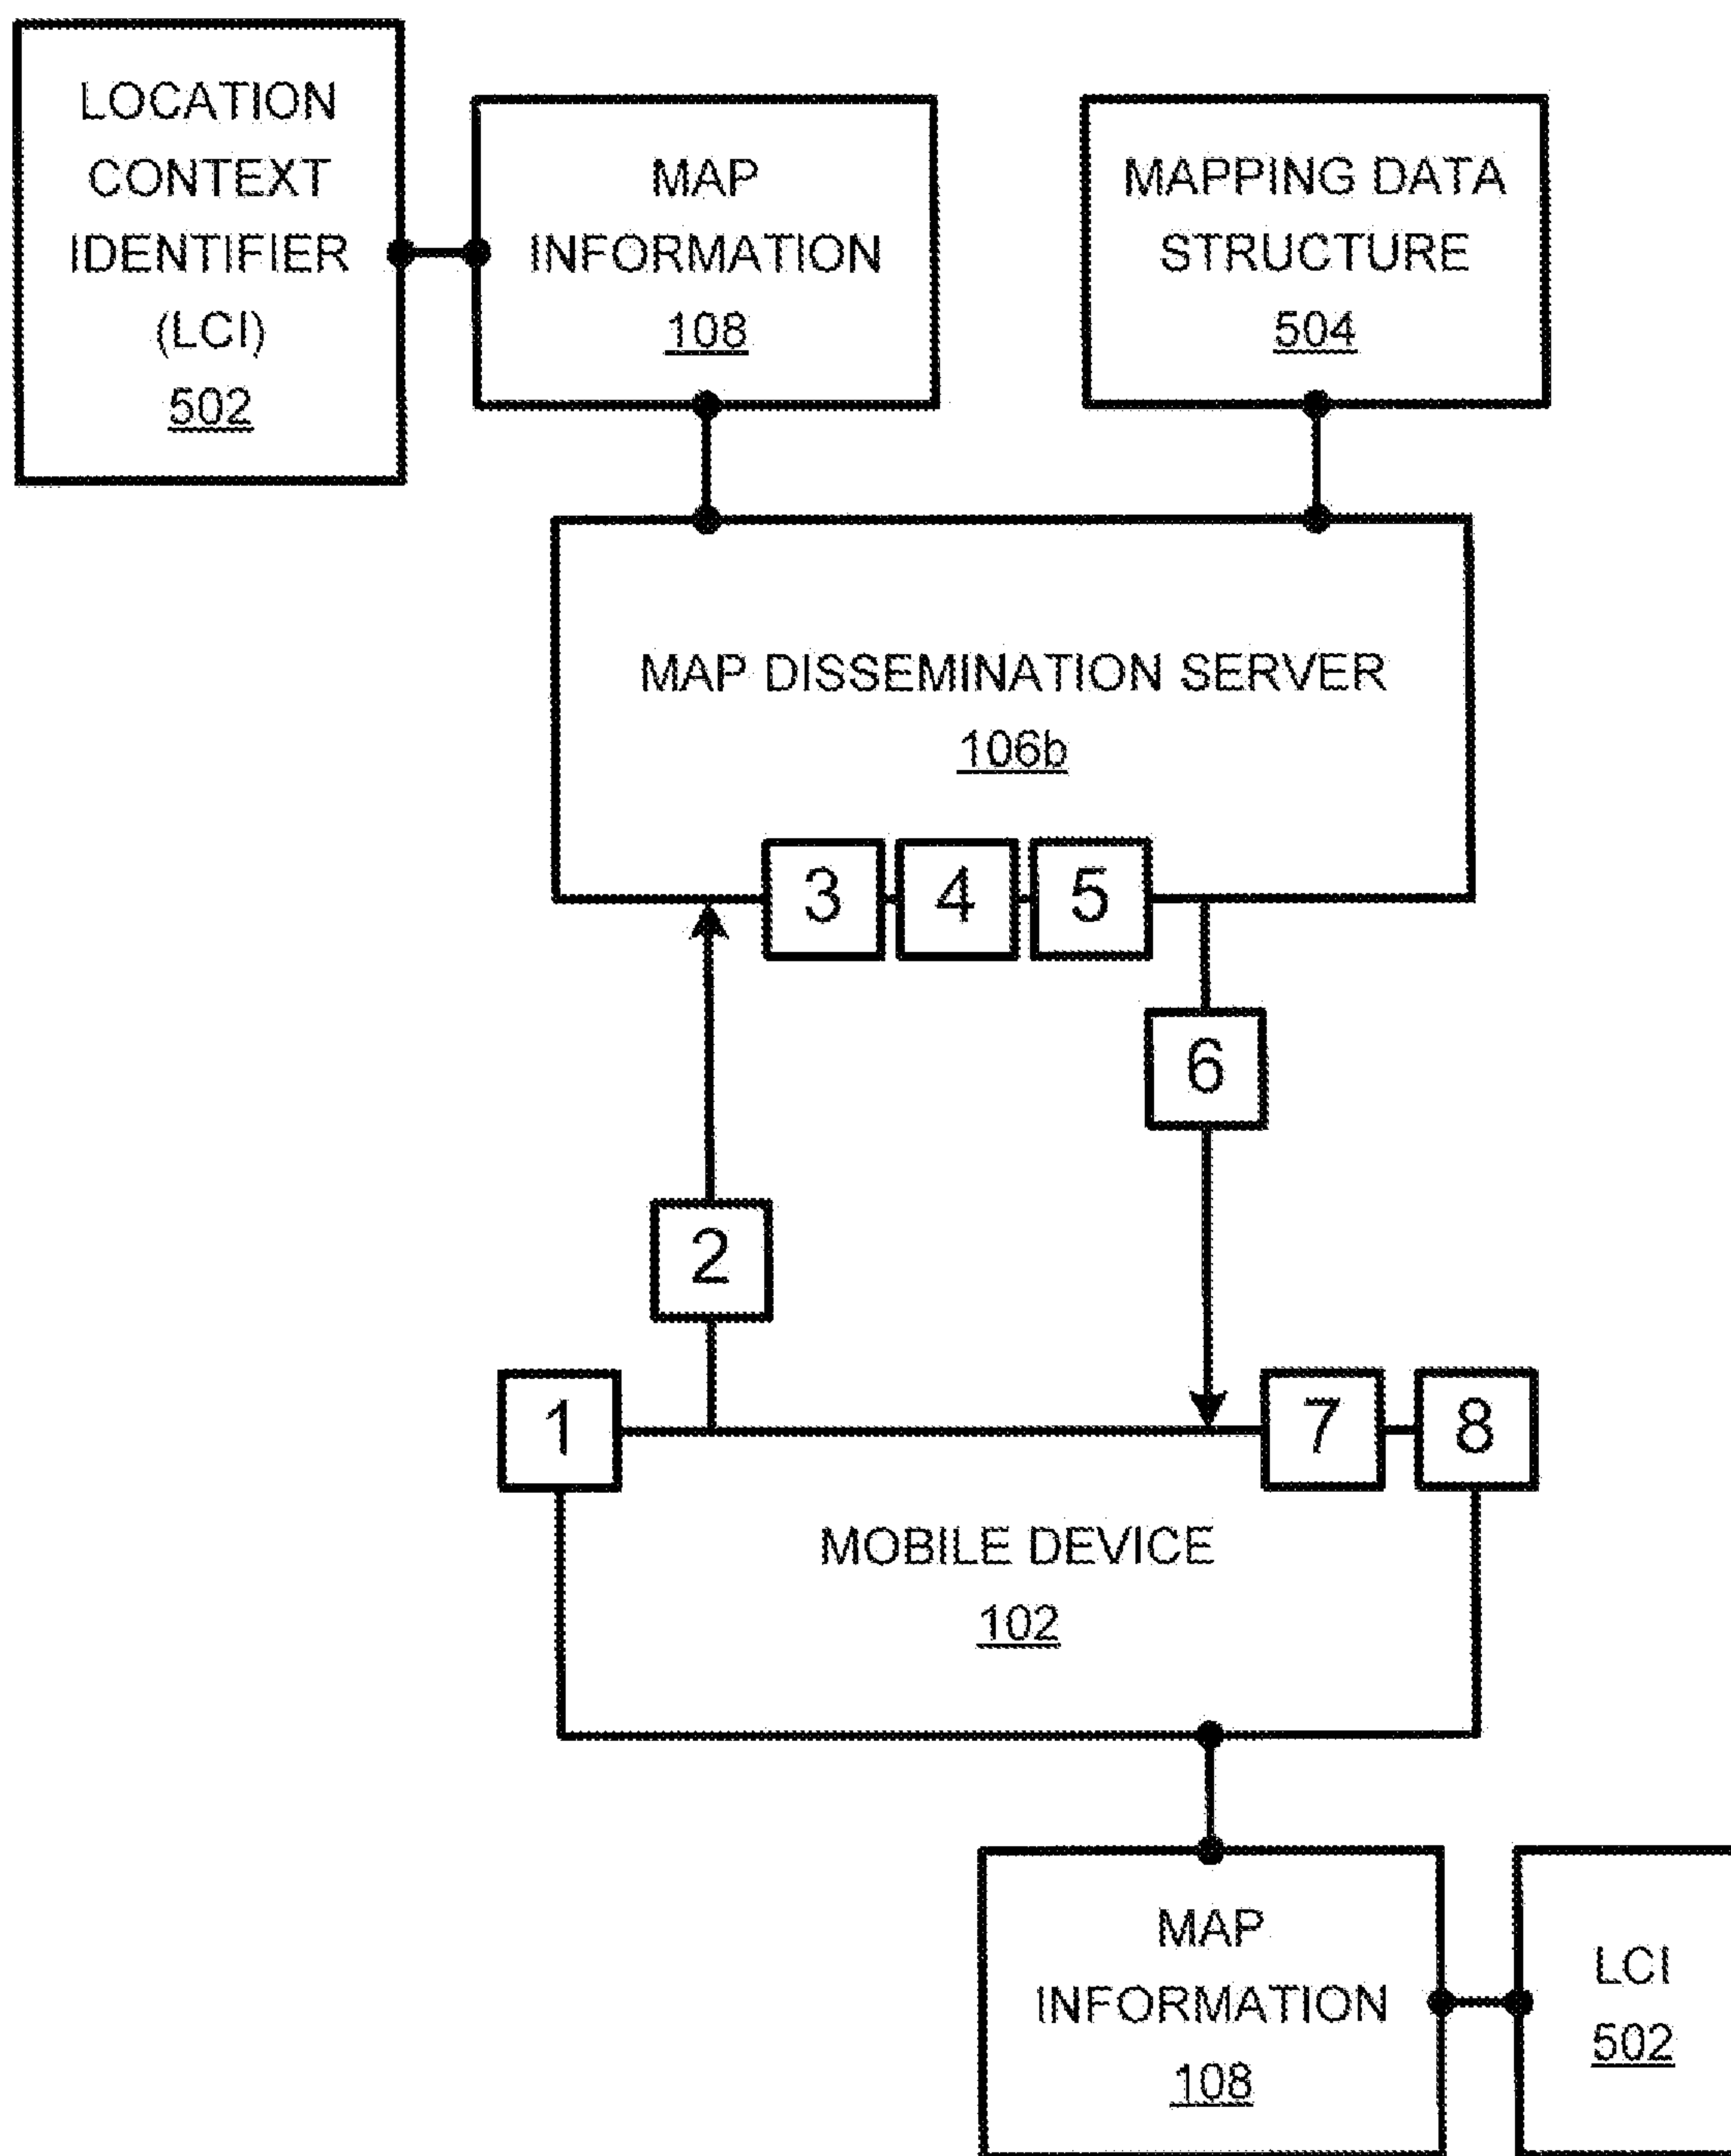 LOCATION
CONTEXT
IDENTIFIER
(LCI)
502
MAP
INFORMATION
108
MAPPING DATA
STRUCTURE
504
MAP DISSEMINATION SERVER
106b
3
4
5
6
2
1
7
8
MOBILE DEVICE
102
MAP
INFORMATION
108
LCI
502